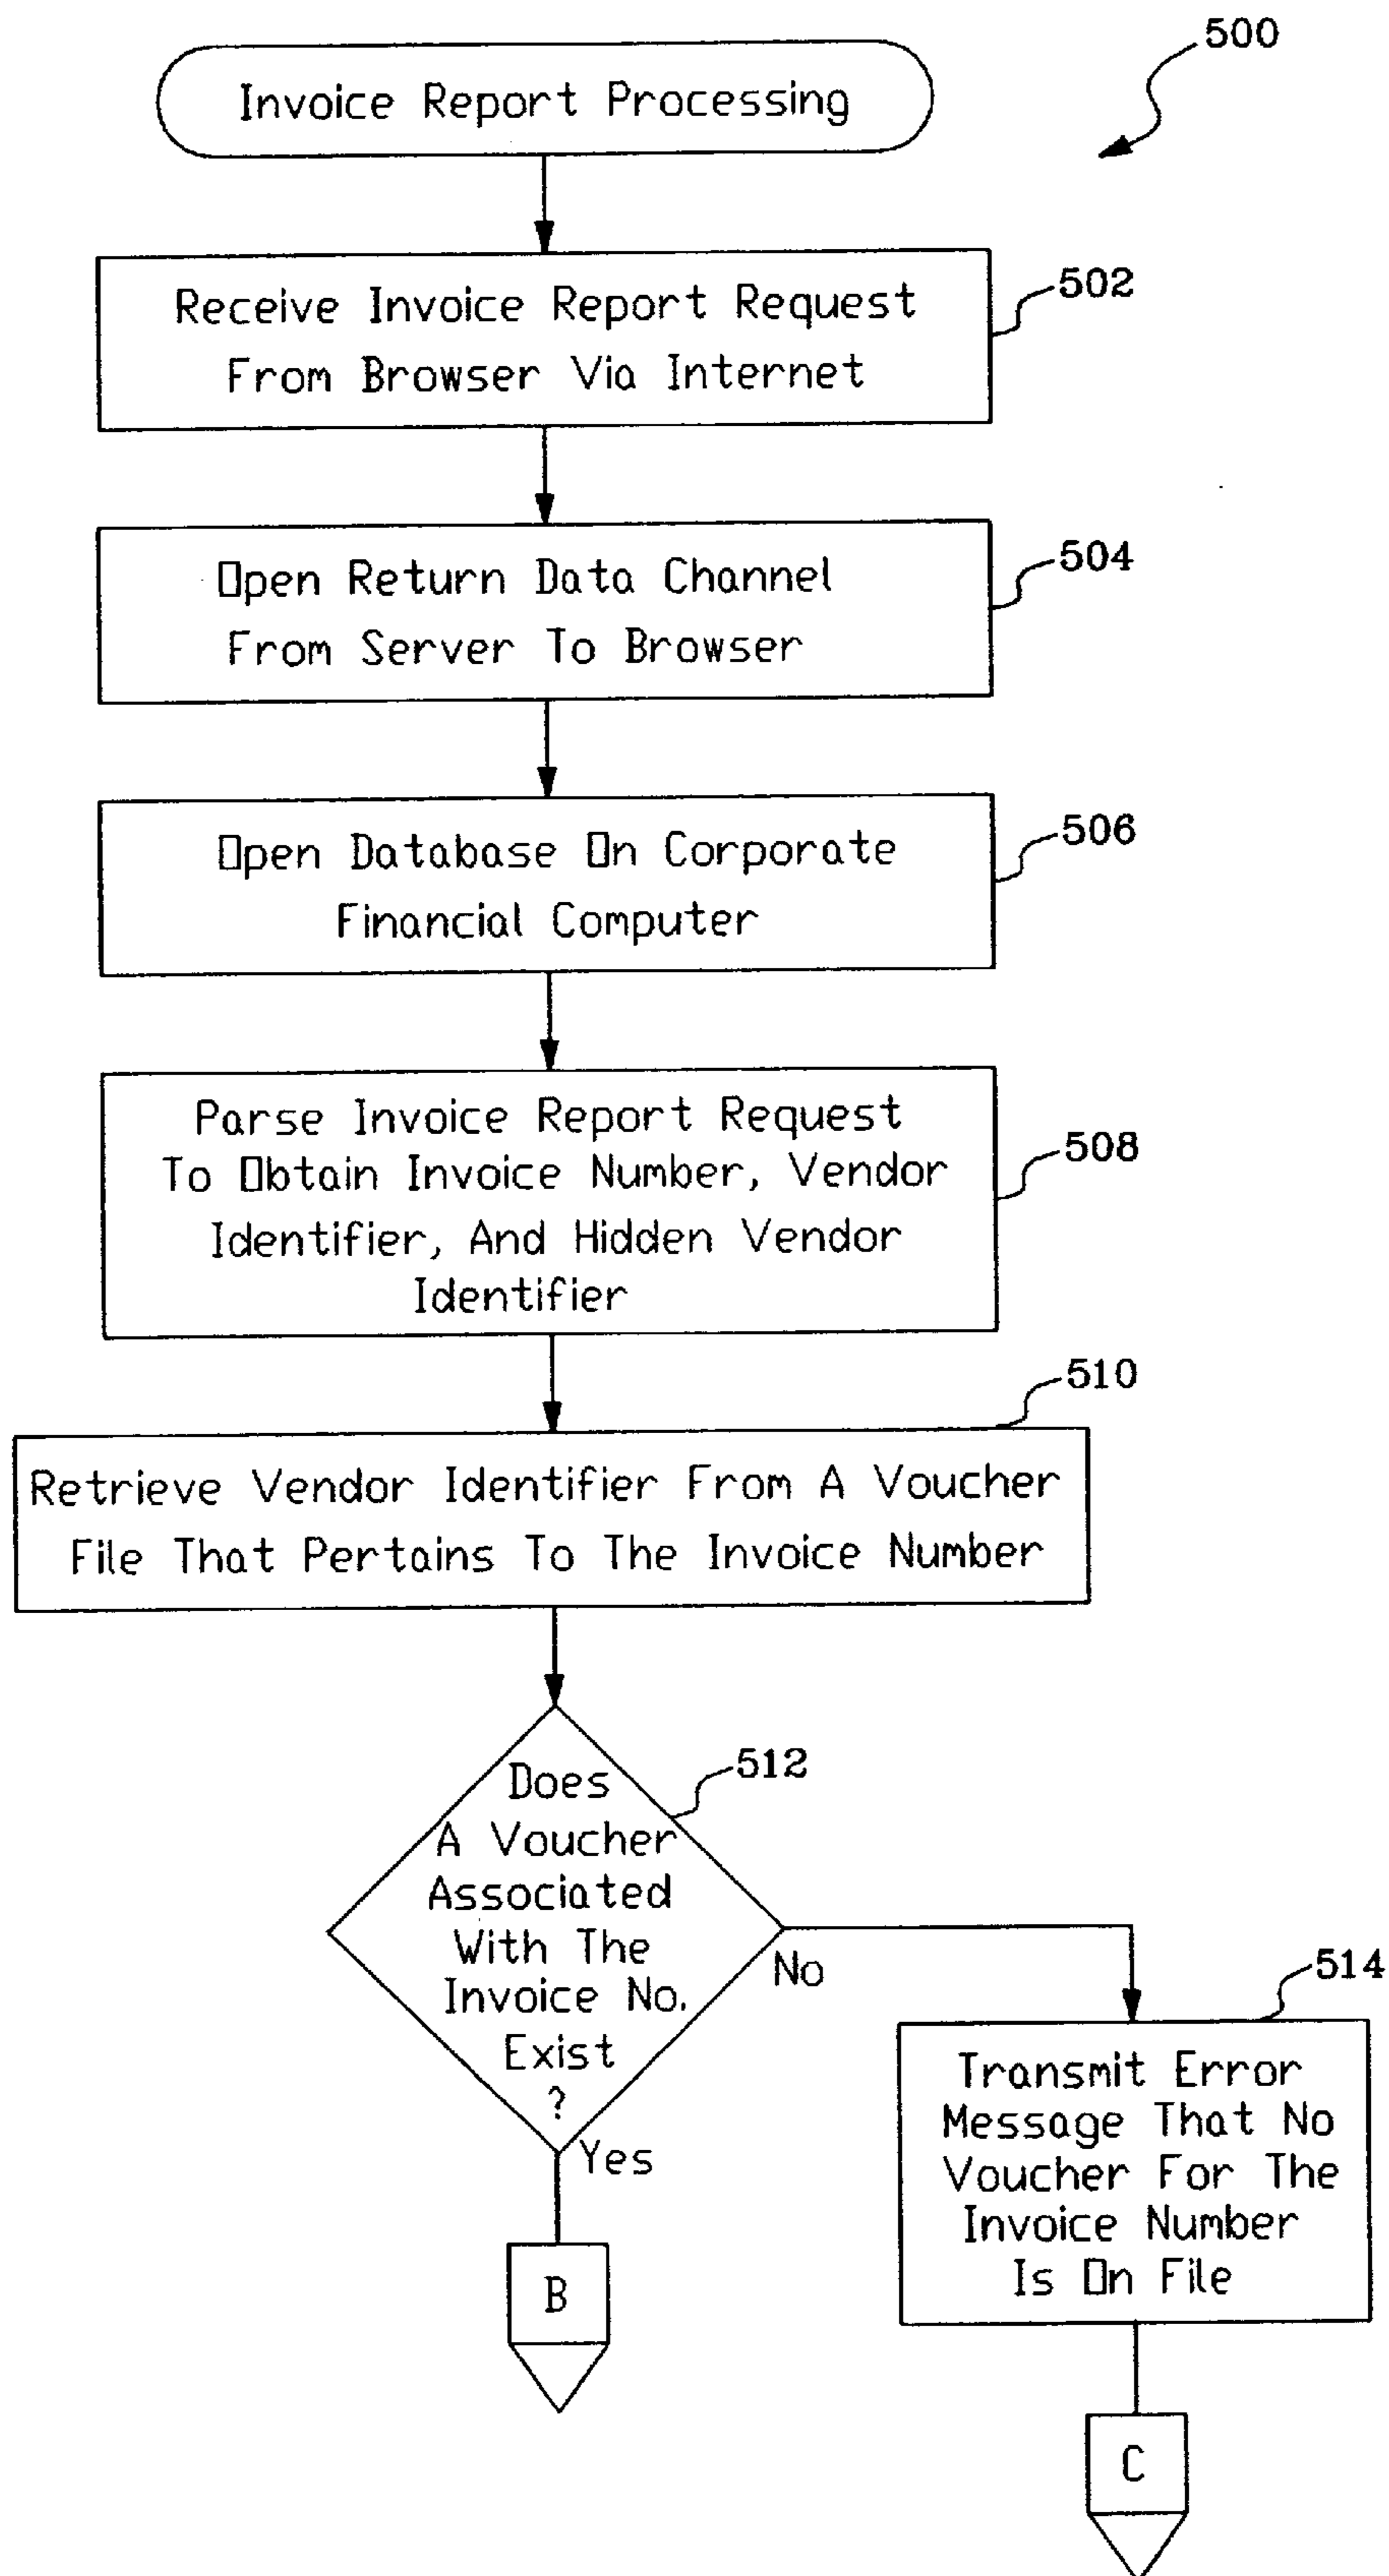 500
Invoice Report Processing
502
Receive Invoice Report Request
From Browser Via Internet
504
Open Return Data Channel
From Server To Browser
506
Open Database On Corporate
Financial Computer
Parse Invoice Report Request
To Obtain Invoice Number, Vendor
508
Identifier, And Hidden Vendor
Identifier
510
Retrieve Vendor Identifier From A Voucher
File That Pertains To The Invoice Number
512
Does
A Voucher
Associated
With The
Invoice No.
Exist
?
No
Yes
514
Transmit Error
Message That No
Voucher For The
Invoice Number
Is On File
B
C